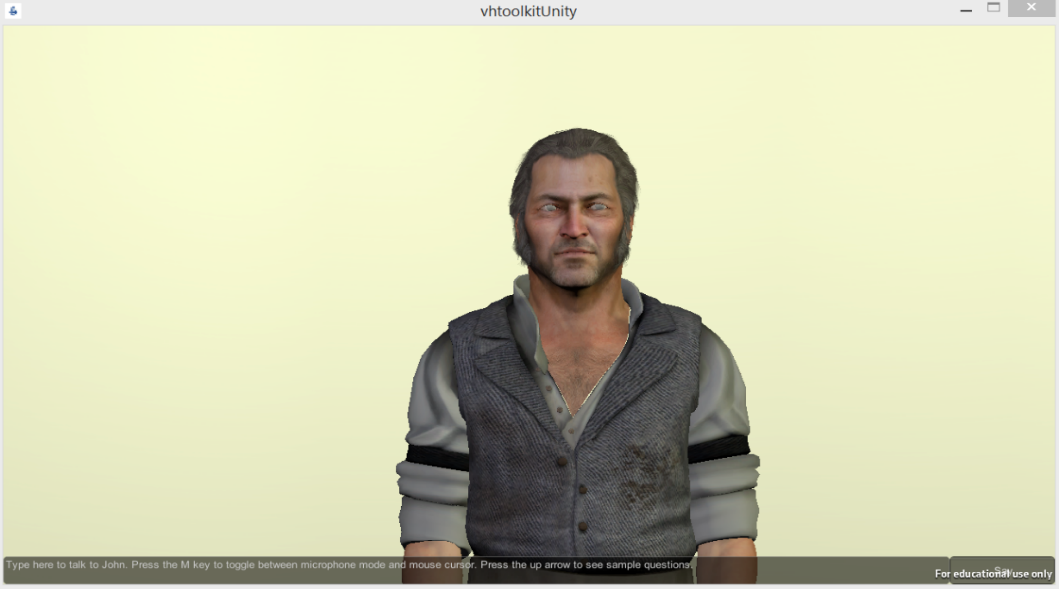 vhtoolkitUnity
Type here to talk to John. Press the M key to toggle between microphone mode and mouse cursor. Press the up arrow to see sample questions.
Say
For educational use only